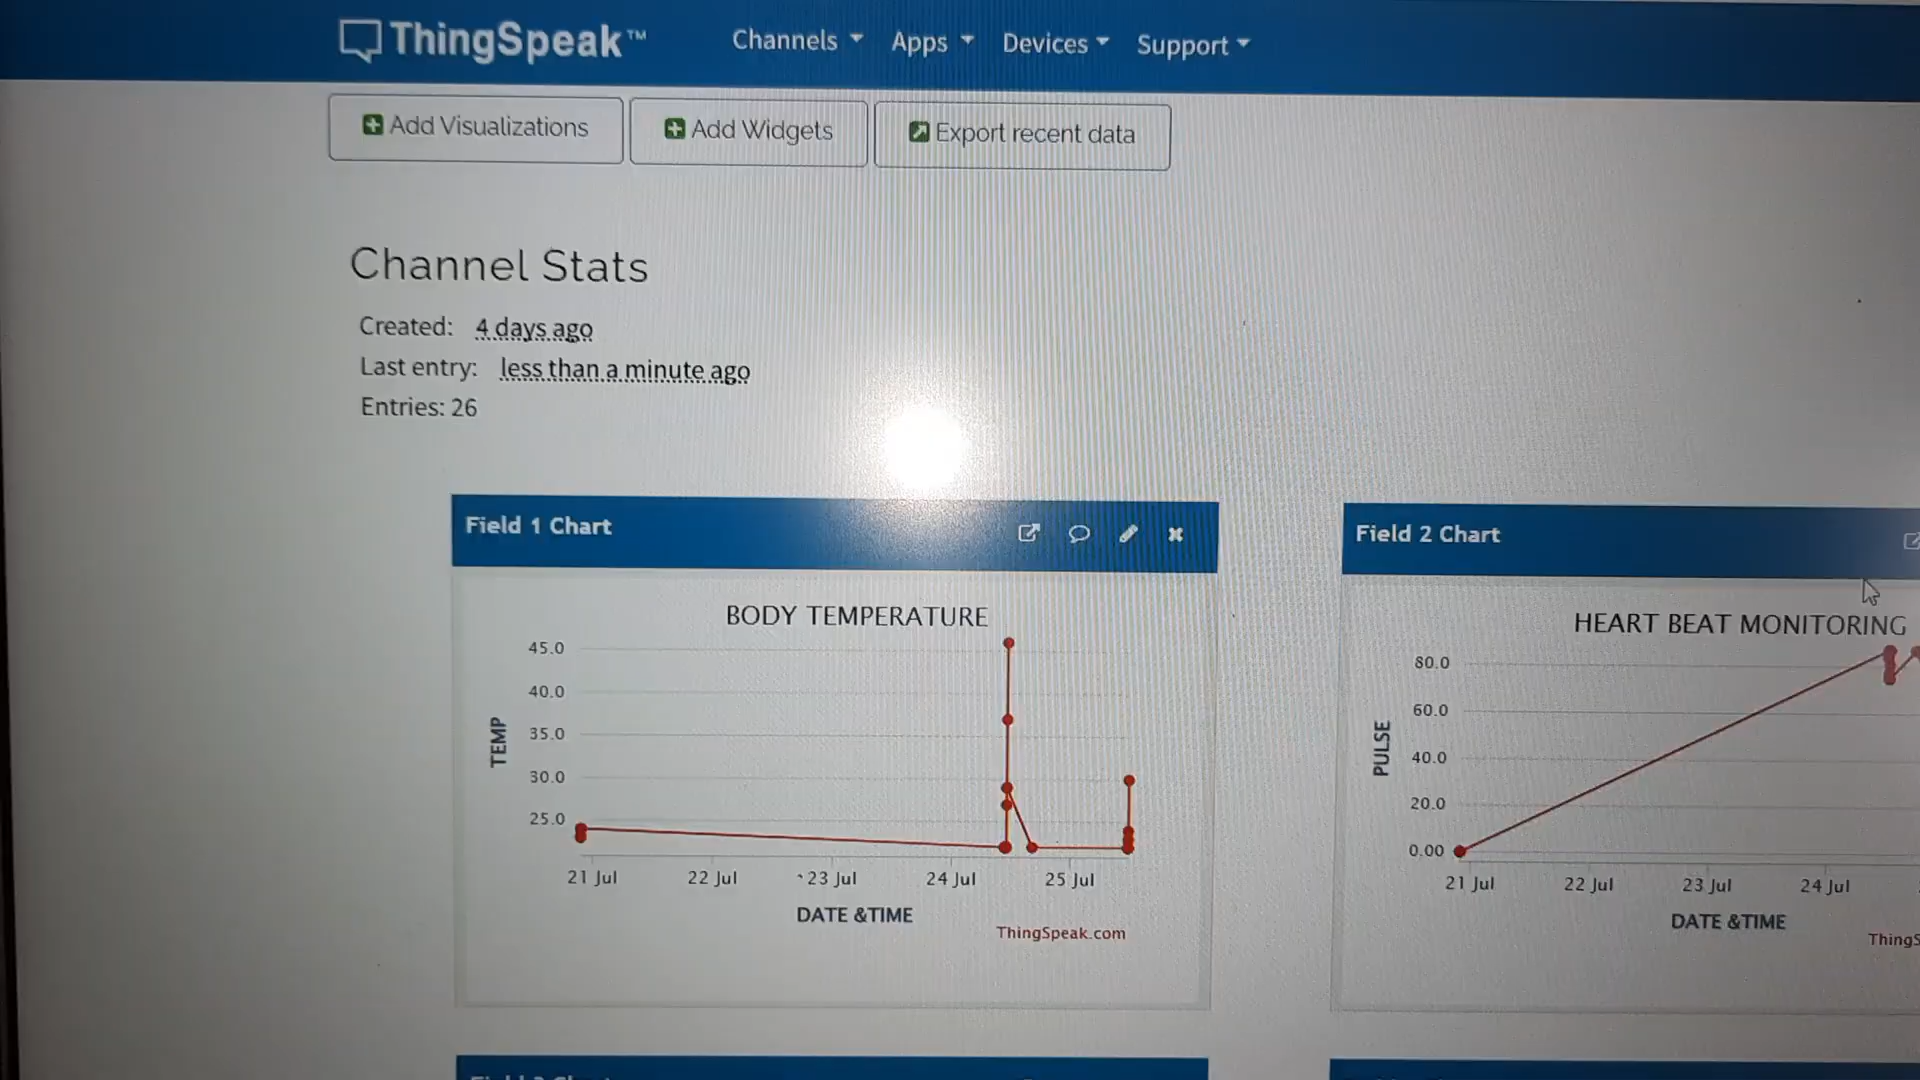 ThingSpeak™ Channels Apps Devices Support
Add Visualizations Add Widgets Export recent data
Channel Stats
Created: 4 days ago
Last entry: less than a minute ago
Entries: 26
Field 1 Chart
BODY TEMPERATURE
TEMP
45.0
40.0
35.0
30.0
25.0
21 Jul 22 Jul 23 Jul 24 Jul 25 Jul
DATE &TIME
ThingSpeak.com
Field 2 Chart
HEART BEAT MONITORING
PULSE
80.0
60.0
40.0
20.0
0.00
21 Jul 22 Jul 23 Jul 24 Jul
DATE &TIME
ThingS